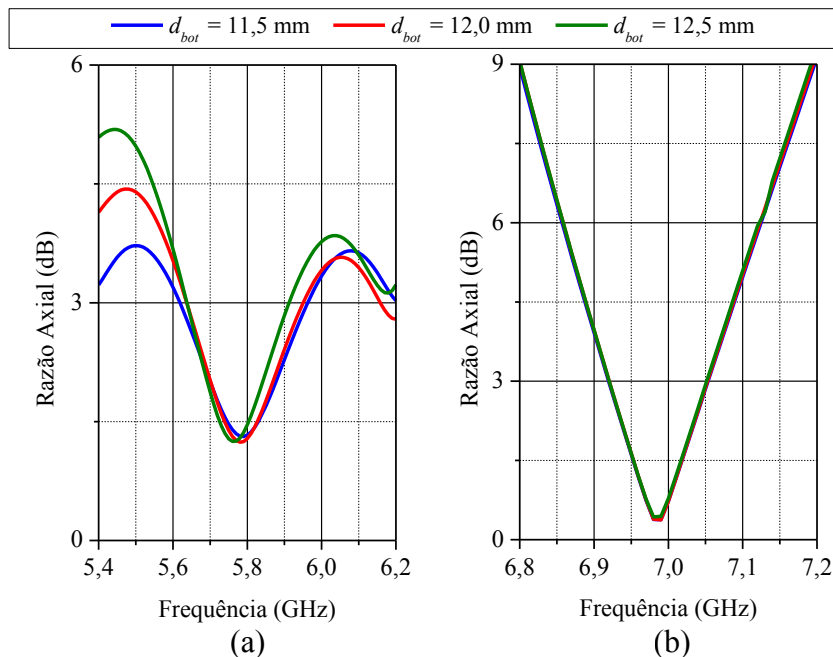 d_bot = 11,5 mm d_bot = 12,0 mm d_bot = 12,5 mm
6
3
0
Razão Axial (dB)
5,4 5,6 5,8 6,0 6,2
Frequência (GHz)
(a)
9
6
3
0
Razão Axial (dB)
6,8 6,9 7,0 7,1 7,2
Frequência (GHz)
(b)